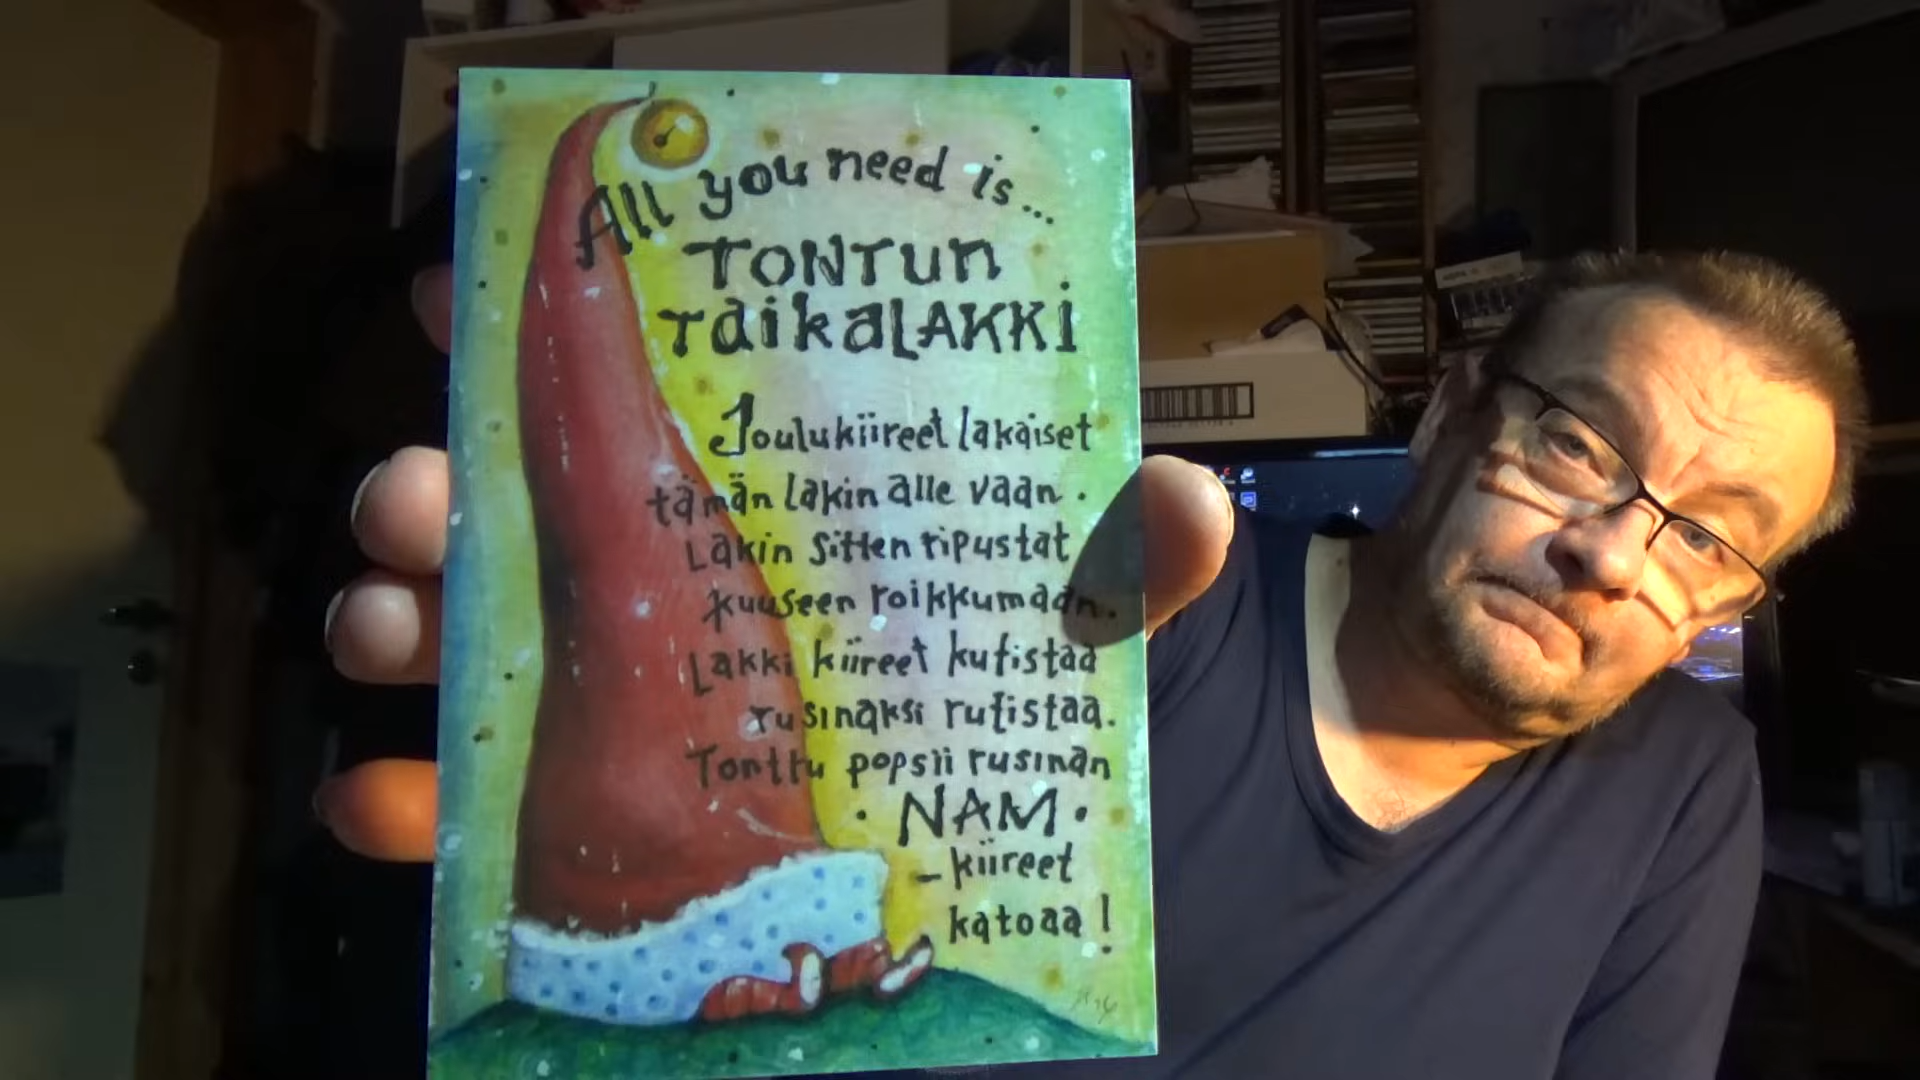 All you need is...
TONTUN
TAIKALAKKI
Joulukiireet lakaiset
tämän lakin alle vaan.
Lakin sitten ripustat
kuuseen roikkumaan.
Lakki kiireet kutistaa
rusinaksi rutistaa.
Tonttu popsii rusinan
• NAM •
- kiireet
katoaa!